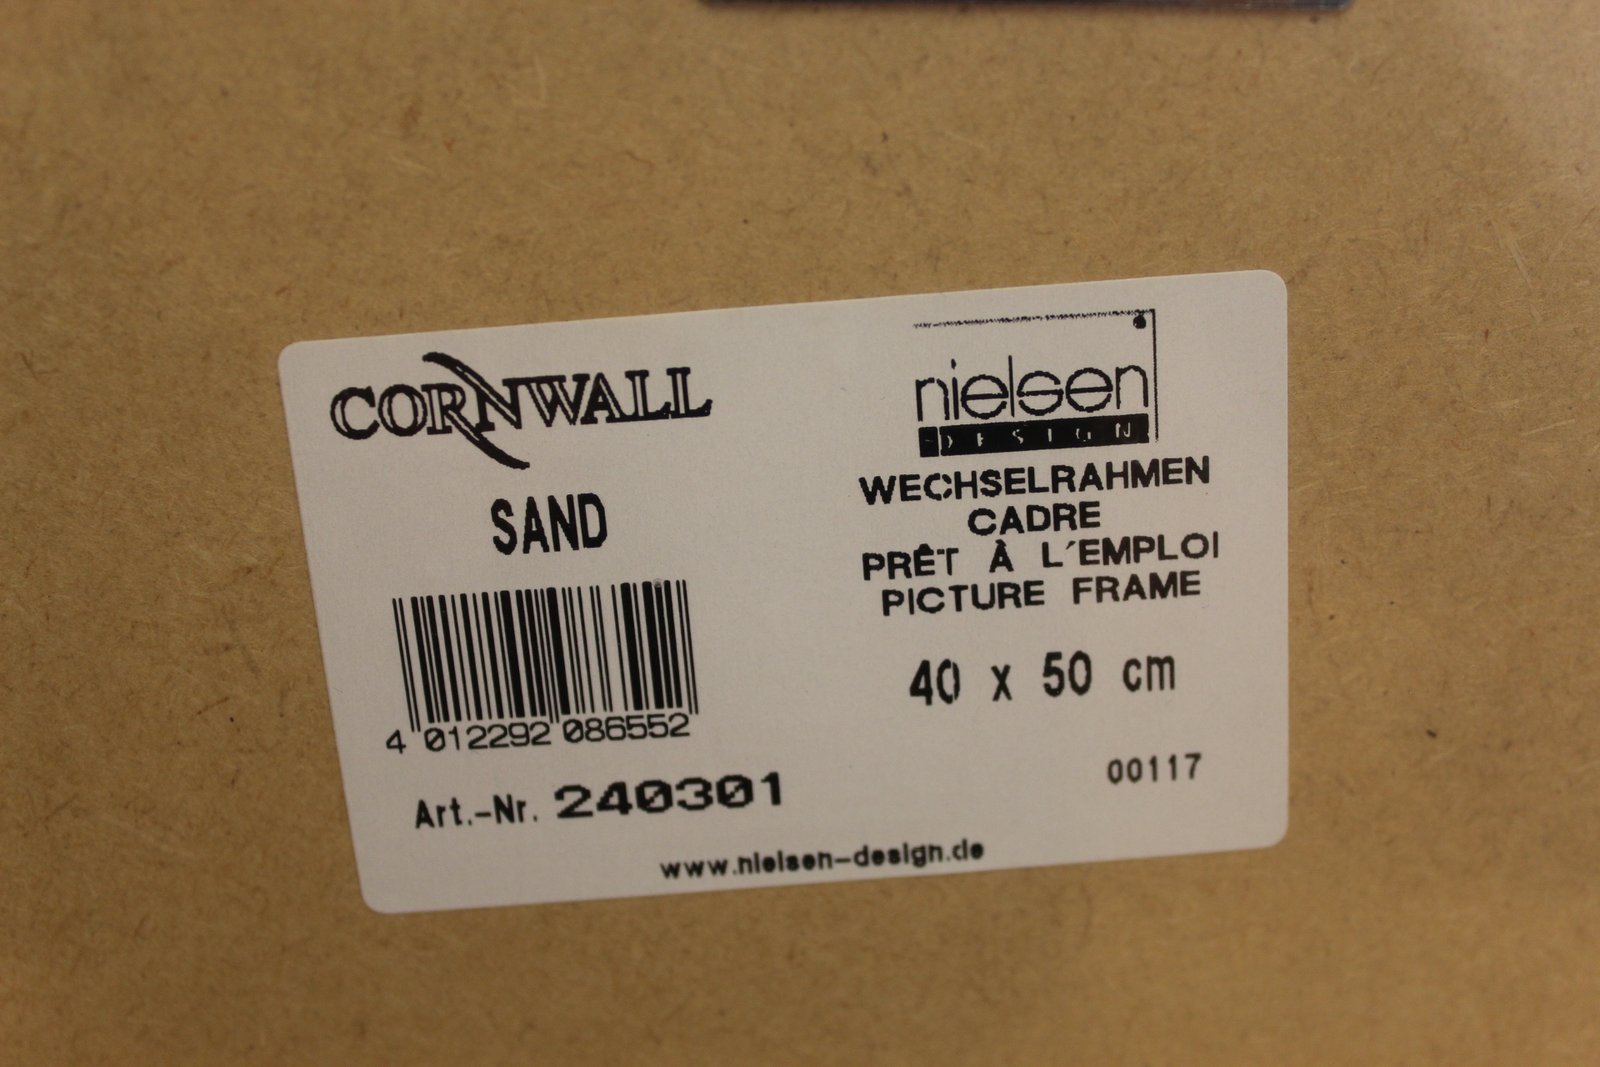 CORNWALL
SAND
4 012292 086552
Art.-Nr. 240301
nielsen
DESIGN
WECHSELRAHMEN
CADRE
PRÊT À L´EMPLOI
PICTURE FRAME
40 x 50 cm
00117
www.nielsen-design.de